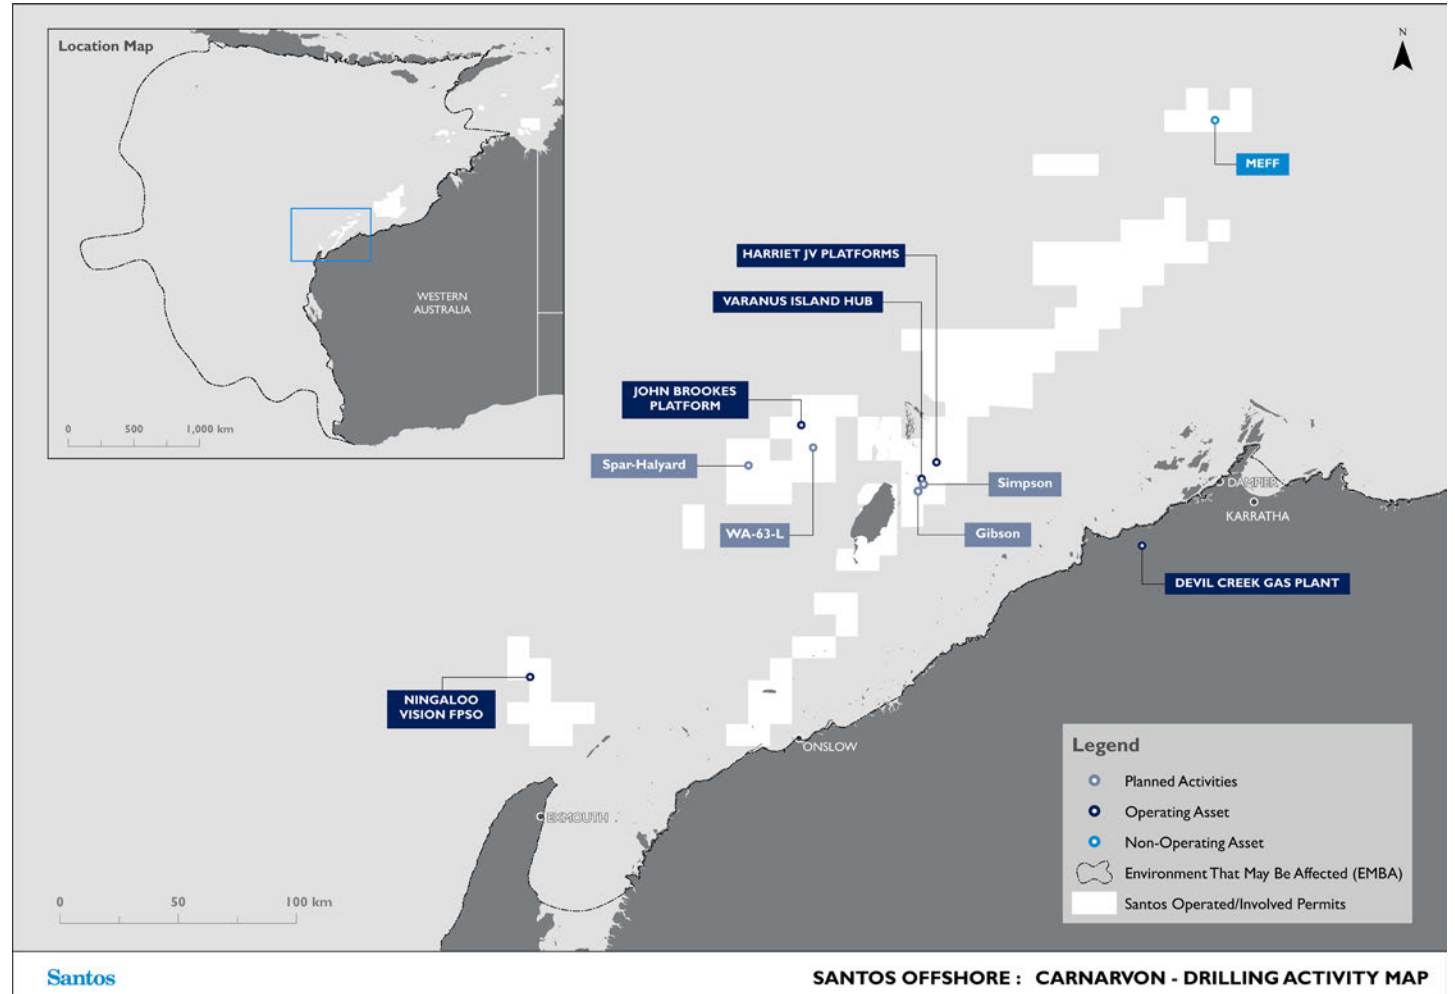 Location Map
WESTERN
AUSTRALIA
0 500 1,000 km
N
MEFF
HARRIET JV PLATFORMS
VARANUS ISLAND HUB
JOHN BROOKES
PLATFORM
Spar-Halyard
WA-63-L
Simpson
Gibson
DAMPIER
KARRATHA
DEVIL CREEK GAS PLANT
NINGALOO
VISION FPSO
ONSLOW
EXMOUTH
0 50 100 km
Legend
Planned Activities
Operating Asset
Non-Operating Asset
Environment That May Be Affected (EMBA)
Santos Operated/Involved Permits
Santos
SANTOS OFFSHORE : CARNARVON - DRILLING ACTIVITY MAP